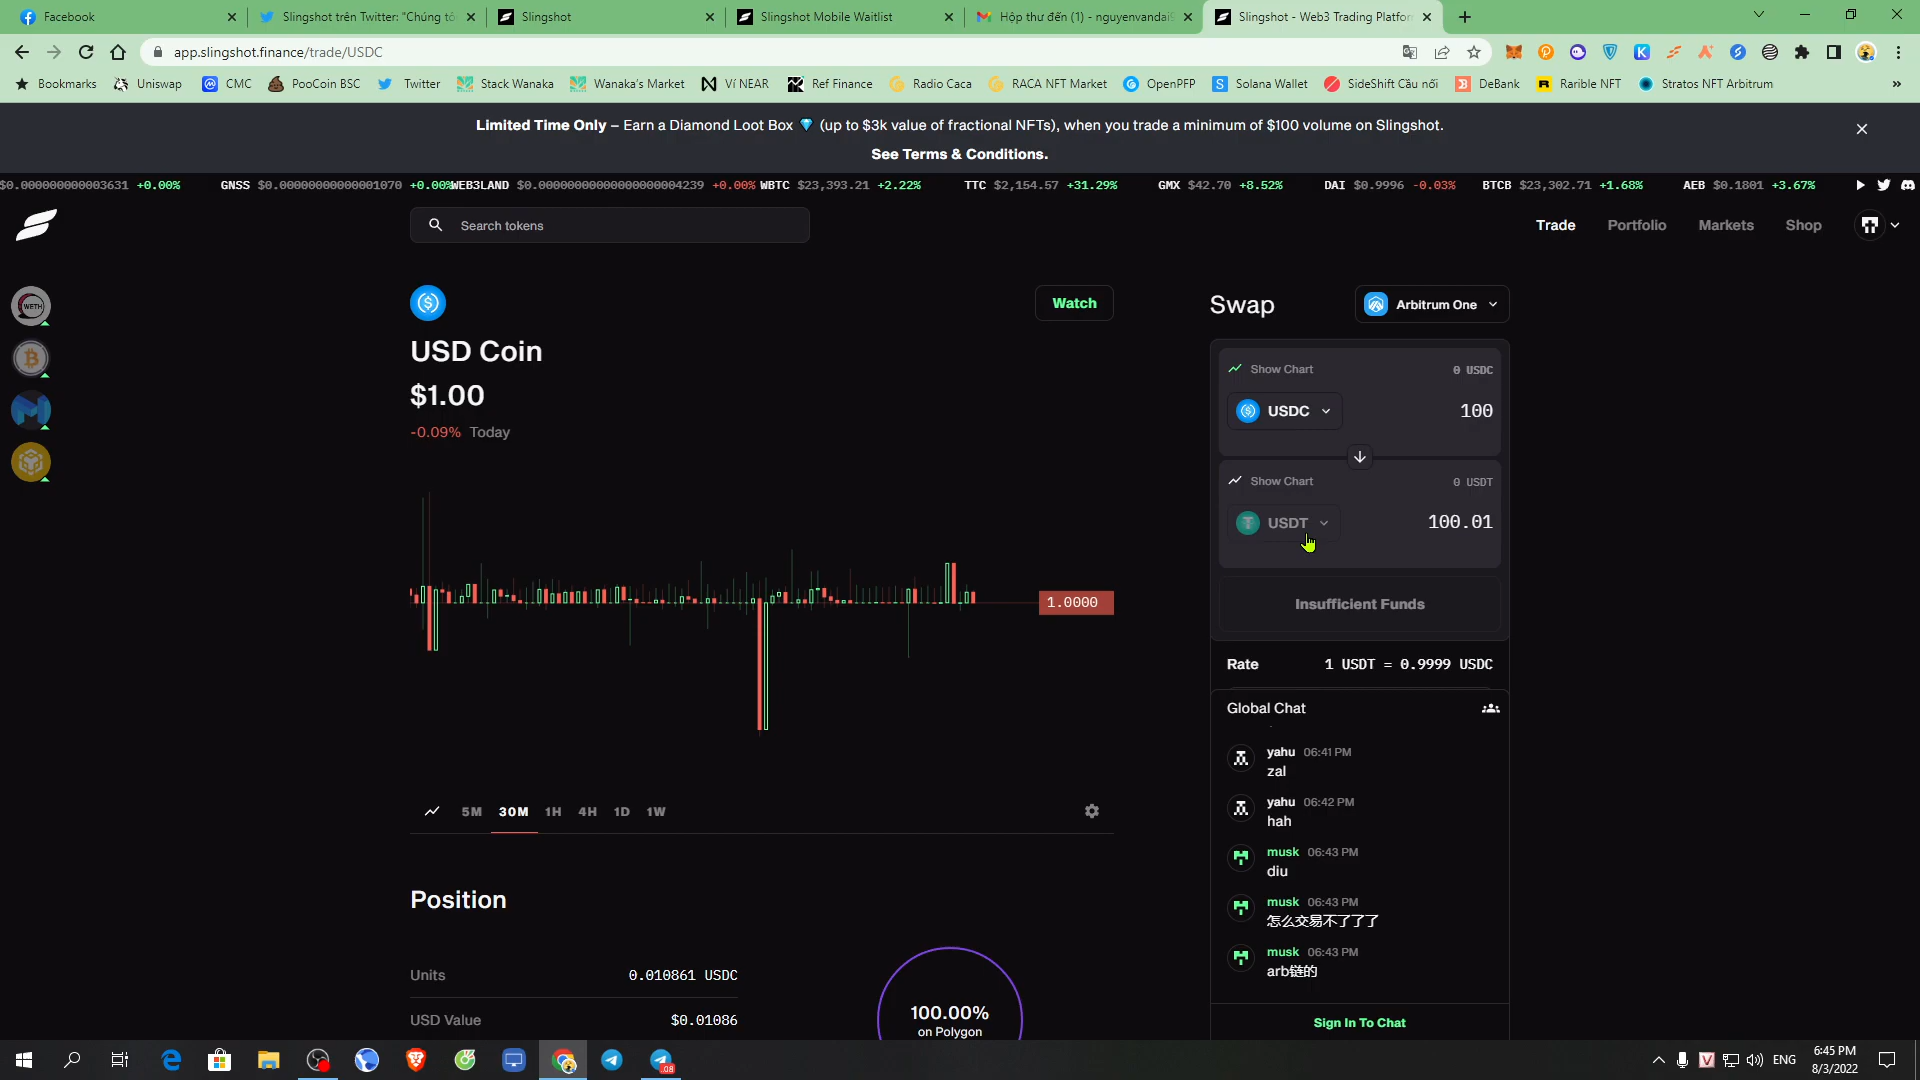 Facebook
Slingshot trên Twitter: "Chúng tô
Slingshot
Slingshot Mobile Waitlist
Hộp thư đến (1) - nguyenvandai9
Slingshot - Web3 Trading Platfor
app.slingshot.finance/trade/USDC
Bookmarks
Uniswap
CMC
PooCoin BSC
Twitter
Stack Wanaka
Wanaka's Market
Ví NEAR
Ref Finance
Radio Caca
RACA NFT Market
OpenPFP
Solana Wallet
SideShift Cầu nối
DeBank
Rarible NFT
Stratos NFT Arbitrum
Limited Time Only – Earn a Diamond Loot Box 💎 (up to $3k value of fractional NFTs), when you trade a minimum of $100 volume on Slingshot.
See Terms & Conditions.
$0.000000000003631 +0.00% GNSS $0.00000000000001070 +0.00% WEB3LAND $0.0000000000000000004239 +0.00% WBTC $23,393.21 +2.22% TTC $2,154.57 +31.29% GMX $42.70 +8.52% DAI $0.9996 -0.03% BTCB $23,302.71 +1.68% AEB $0.1801 +3.67%
Search tokens
Trade
Portfolio
Markets
Shop
WETH
Watch
USD Coin
$1.00
-0.09% Today
1.0000
5M
30M
1H
4H
1D
1W
Position
Units 0.010861 USDC
USD Value $0.01086
100.00%
on Polygon
Swap
Arbitrum One
Show Chart
0 USDC
USDC
100
Show Chart
0 USDT
USDT
100.01
Insufficient Funds
Rate 1 USDT = 0.9999 USDC
Global Chat
yahu 06:41 PM
zal
yahu 06:42 PM
hah
musk 06:43 PM
diu
musk 06:43 PM
怎么交易不了了了
musk 06:43 PM
arb链的
Sign In To Chat
.08
ENG
6:45 PM
8/3/2022